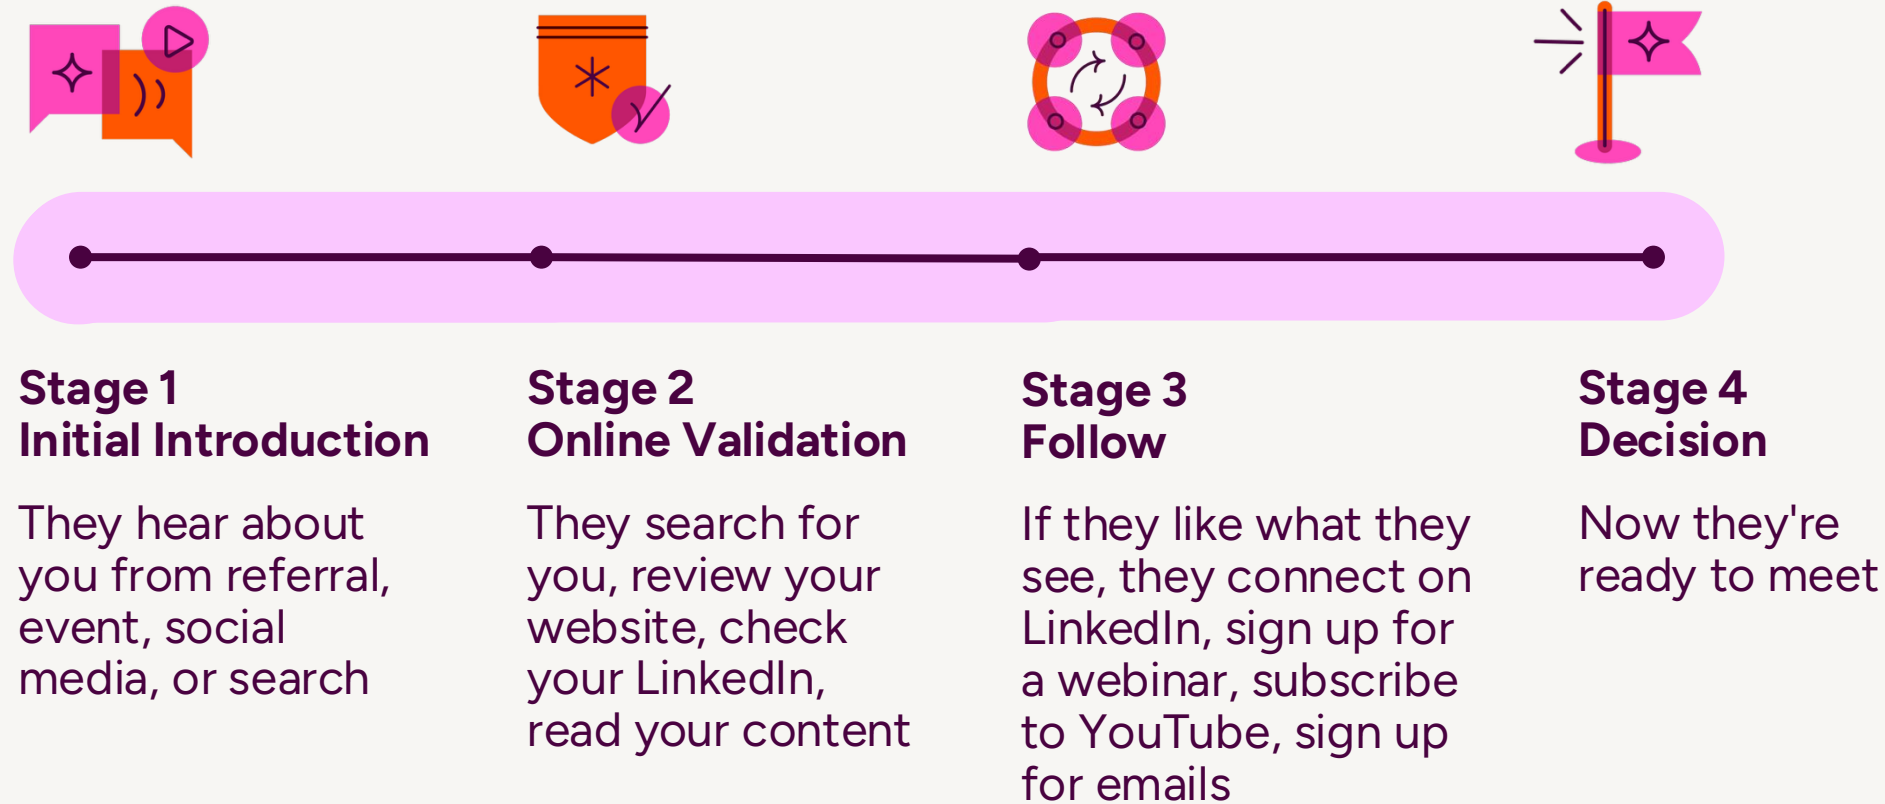 Stage 1
Initial Introduction
They hear about
you from referral,
event, social
media, or search
Stage 2
Online Validation
They search for
you, review your
website, check
your LinkedIn,
read your content
Stage 3
Follow
If they like what they
see, they connect on
LinkedIn, sign up for
a webinar, subscribe
to YouTube, sign up
for emails
Stage 4
Decision
Now they're
ready to meet